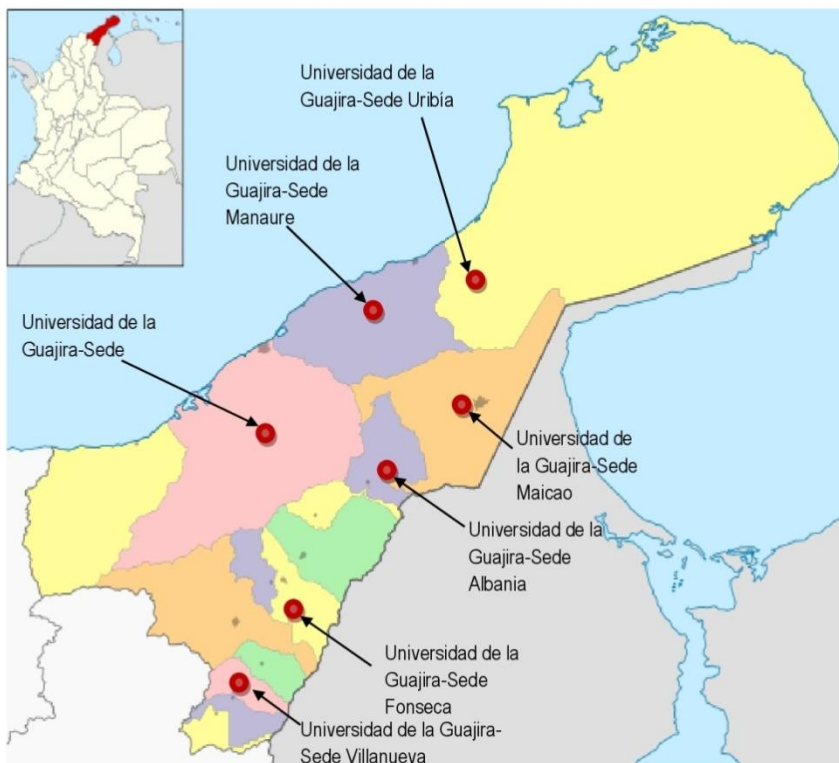 Universidad de la
Guajira-Sede Uribía
Universidad de la
Guajira-Sede
Manaure
Universidad de la
Guajira-Sede
Universidad de
la Guajira-Sede
Maicao
Universidad de la
Guajira-Sede
Albania
Universidad de la
Guajira-Sede
Fonseca
Universidad de la Guajira-
Sede Villanueva